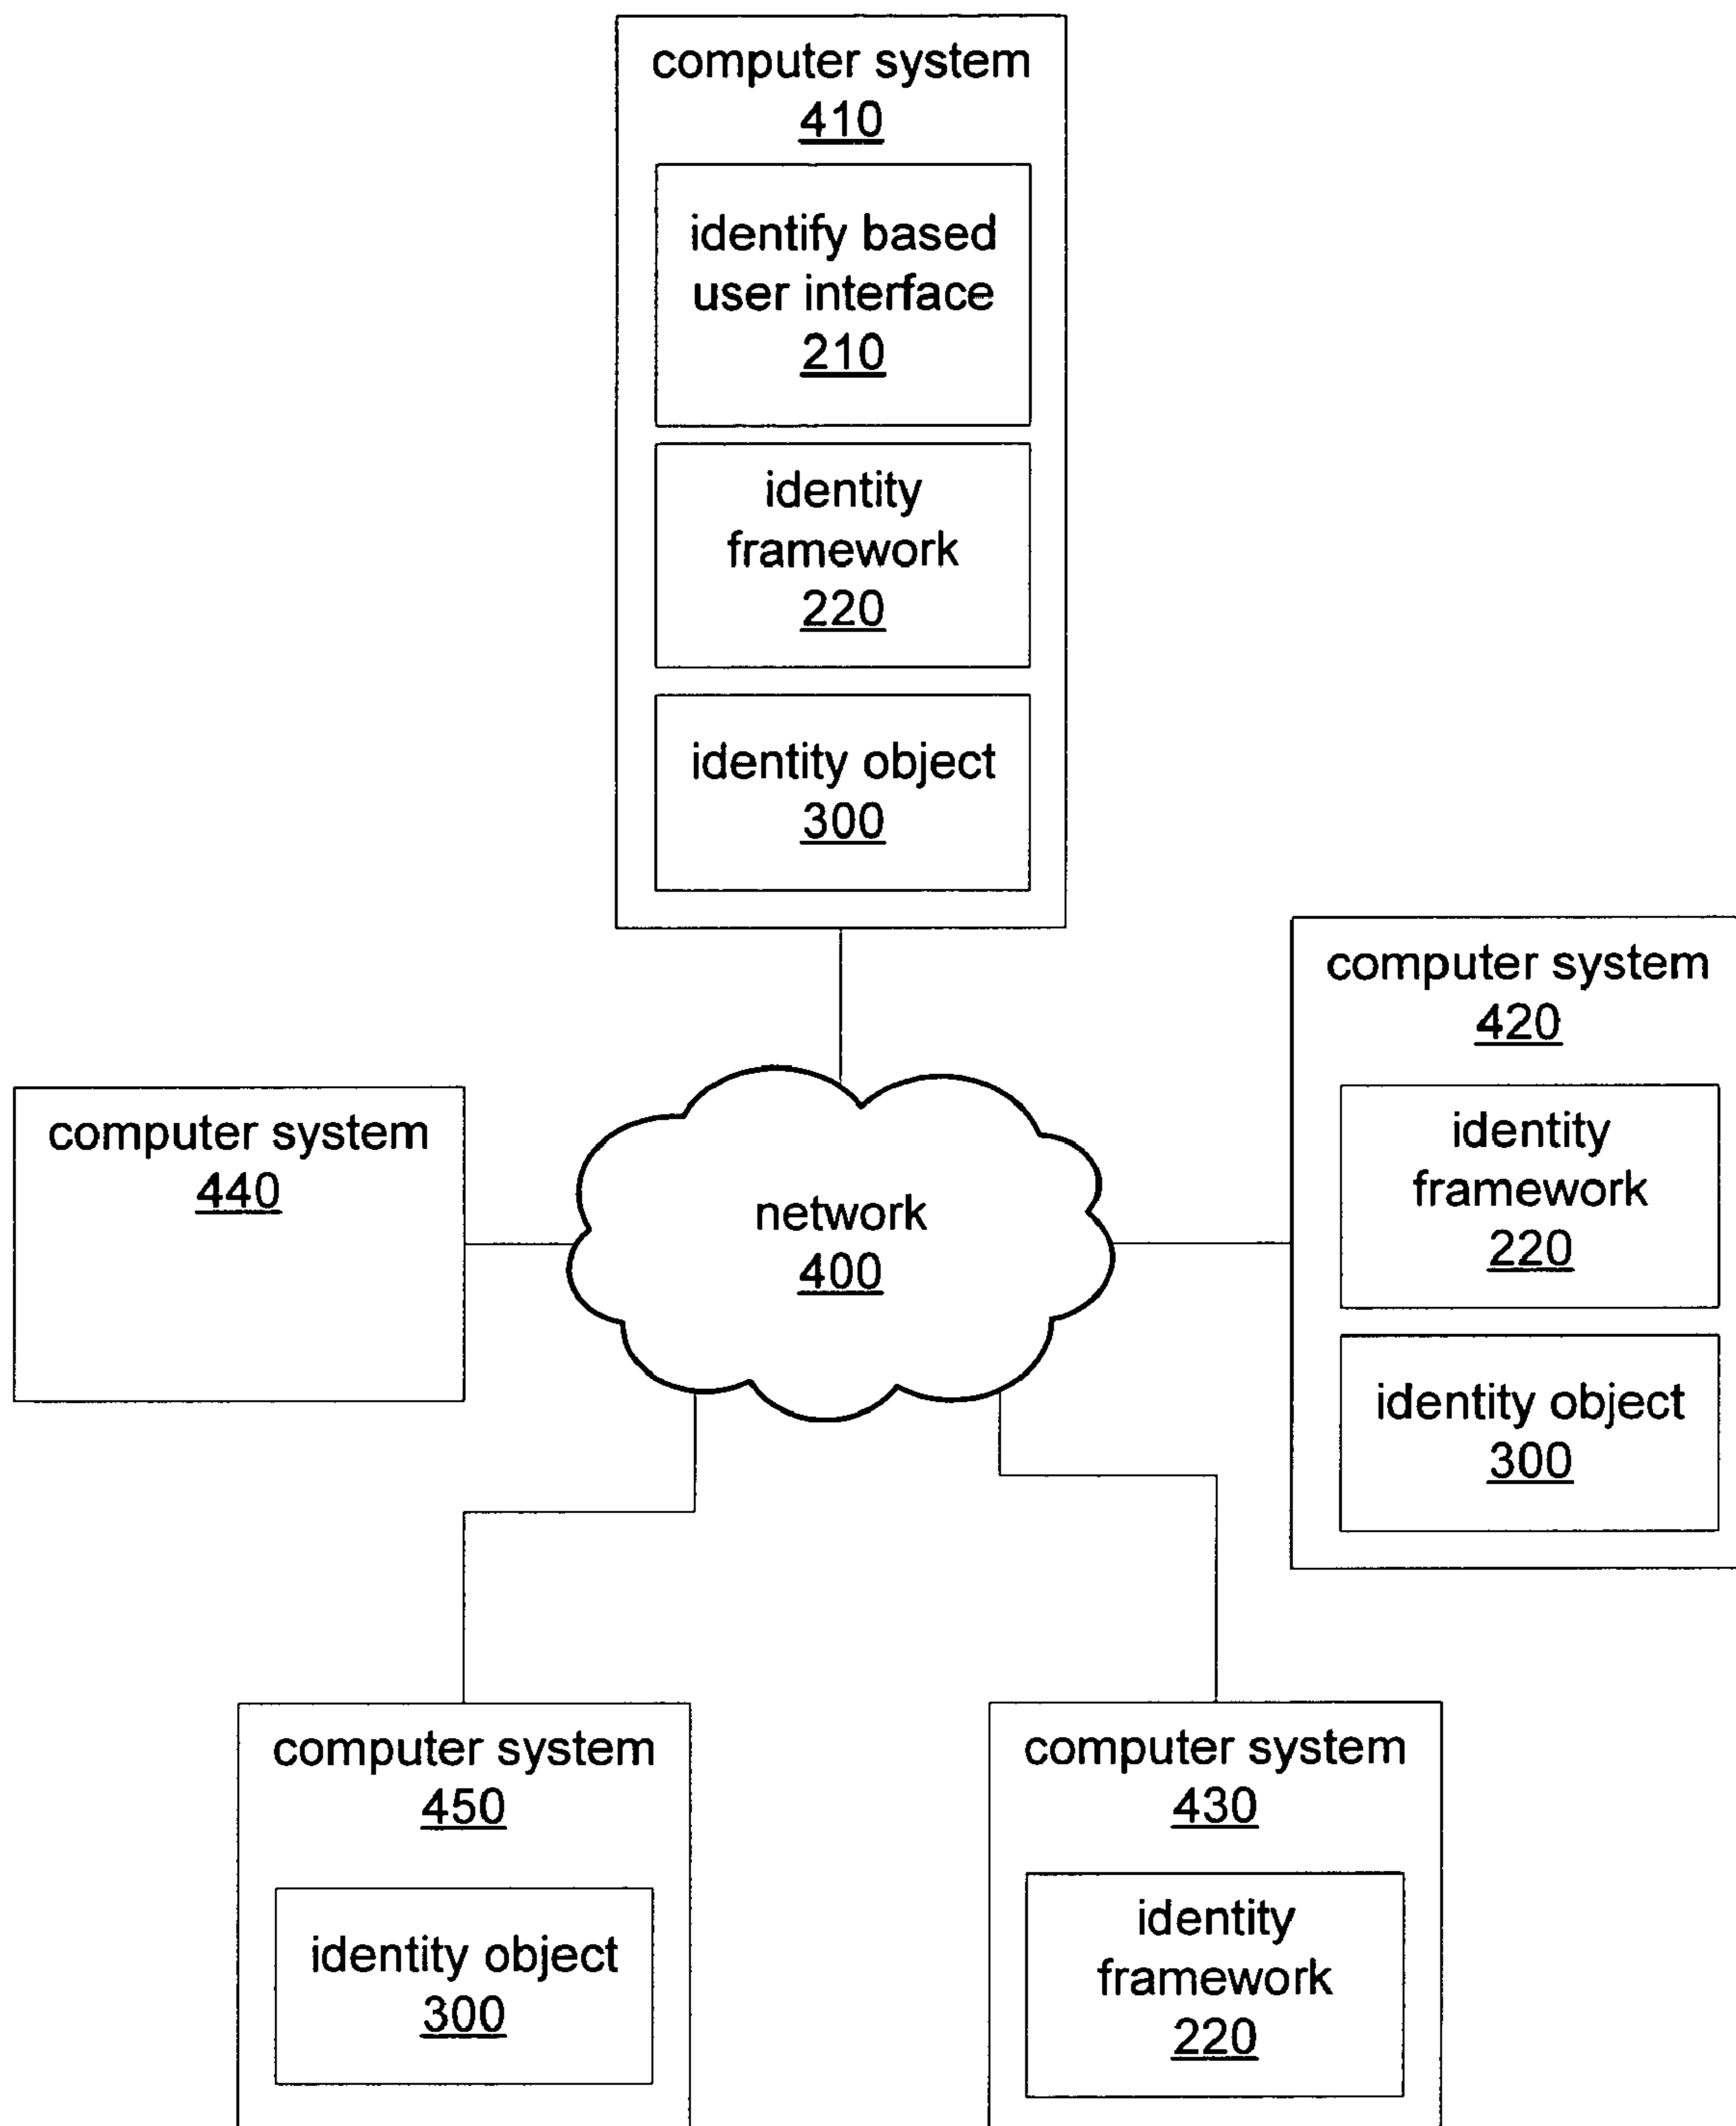 computer system
410
identify based
user interface
210
identity
framework
220
identity object
300
computer system
420
identity
framework
220
identity object
300
computer system
440
network
400
computer system
450
identity object
300
computer system
430
identity
framework
220